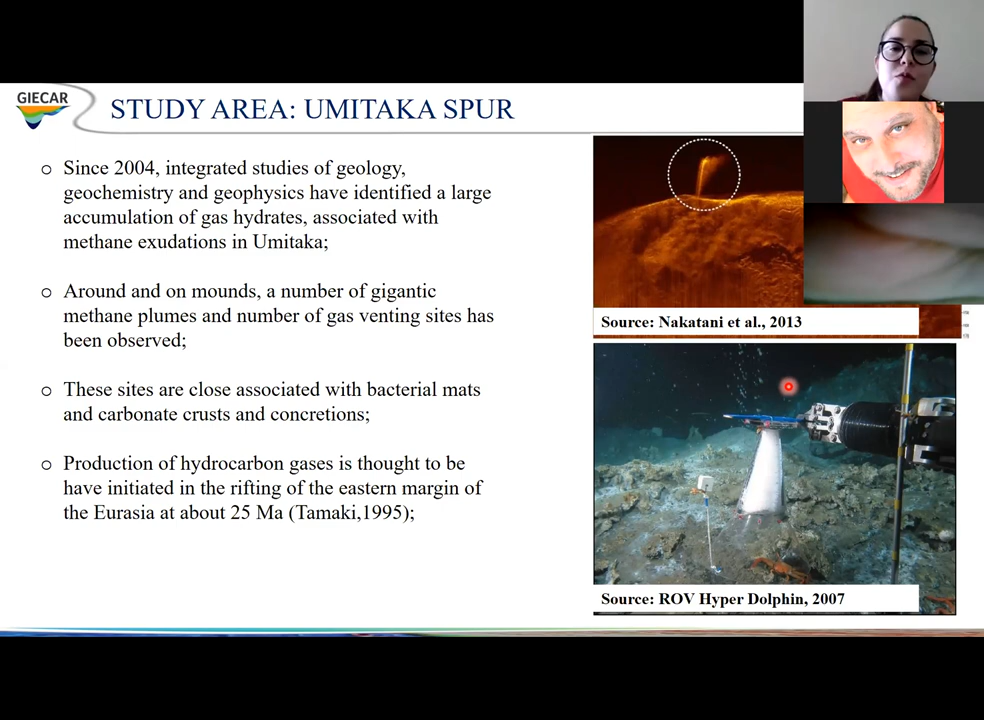 GIECAR
STUDY AREA: UMITAKA SPUR
o Since 2004, integrated studies of geology,
geochemistry and geophysics have identified a large
accumulation of gas hydrates, associated with
methane exudations in Umitaka;
o Around and on mounds, a number of gigantic
methane plumes and number of gas venting sites has
been observed;
o These sites are close associated with bacterial mats
and carbonate crusts and concretions;
o Production of hydrocarbon gases is thought to be
have initiated in the rifting of the eastern margin of
the Eurasia at about 25 Ma (Tamaki,1995);
Source: Nakatani et al., 2013
Source: ROV Hyper Dolphin, 2007